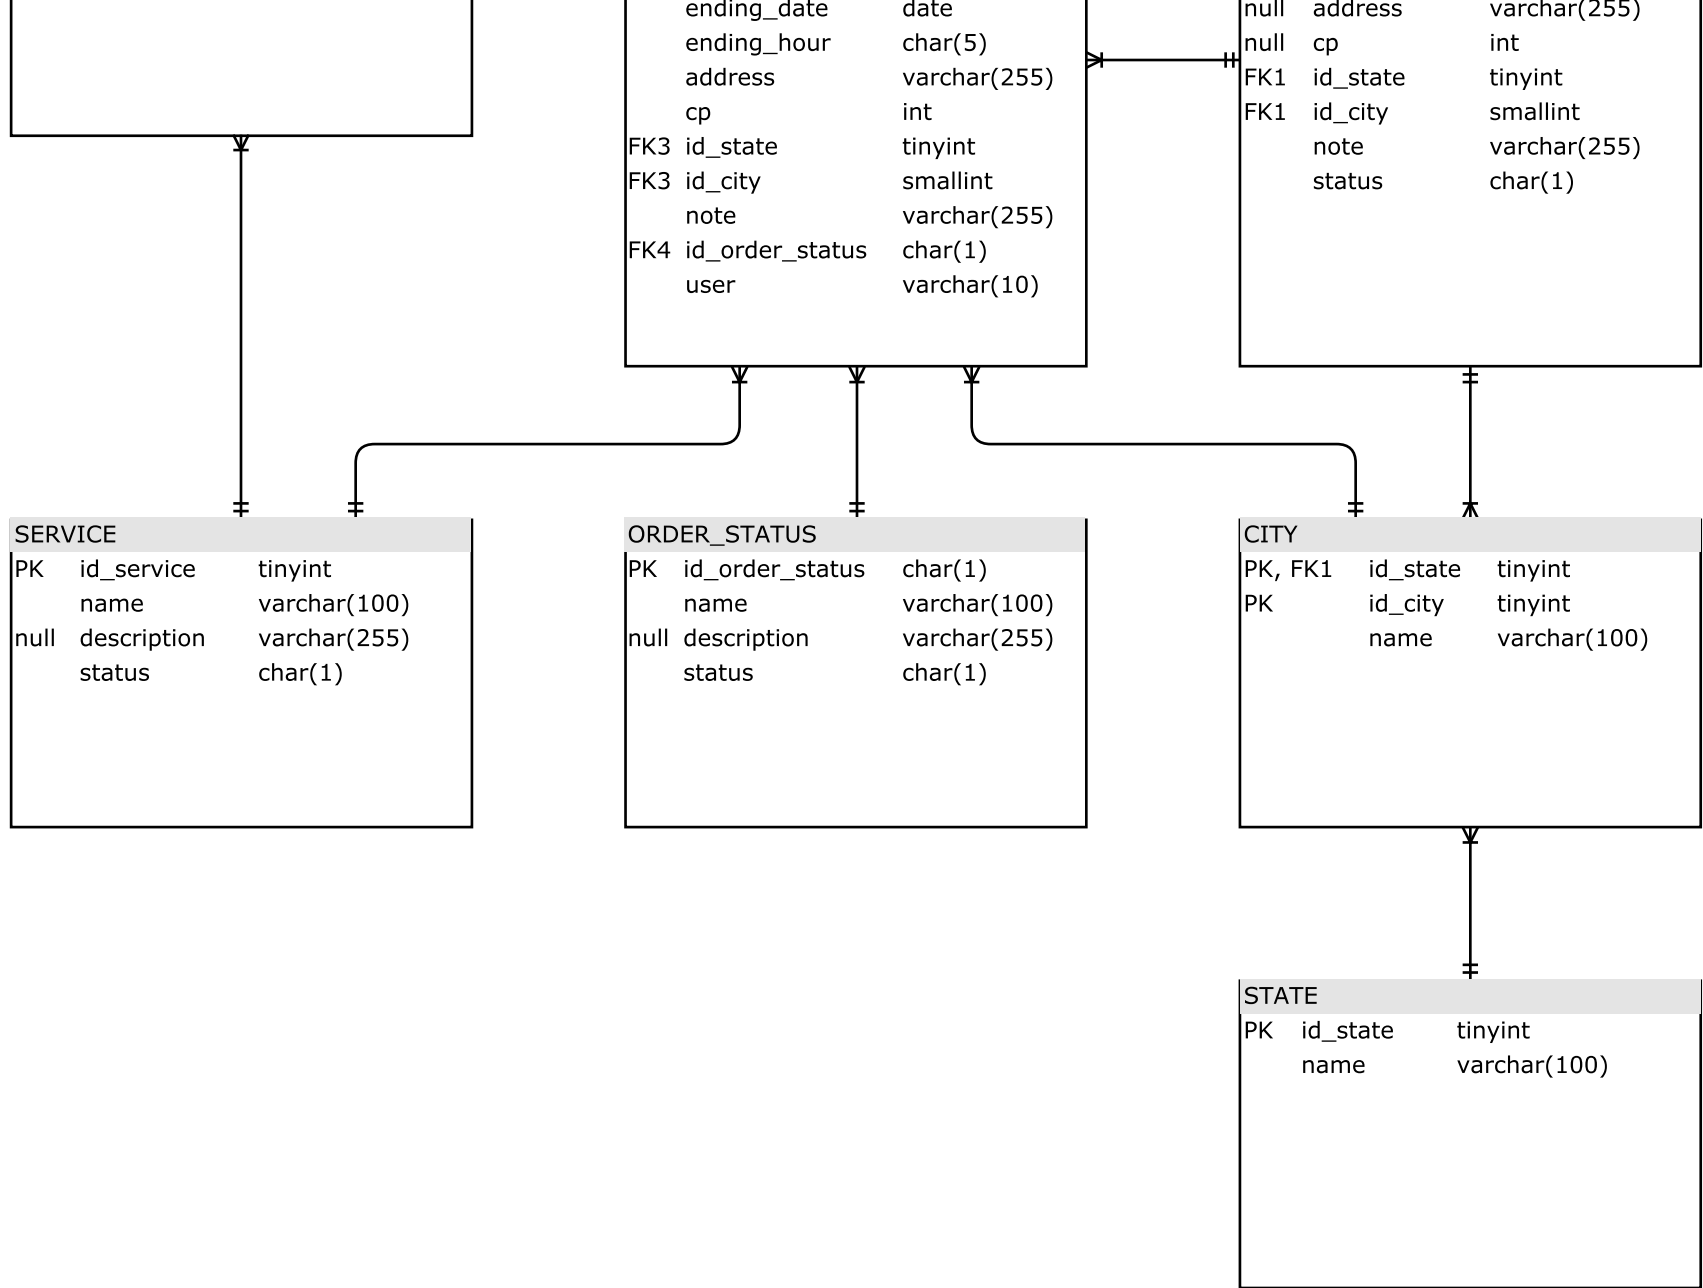 ending_date date
ending_hour char(5)
address varchar(255)
cp int
FK3 id_state tinyint
FK3 id_city smallint
note varchar(255)
FK4 id_order_status char(1)
user varchar(10)
null address varchar(255)
null cp int
FK1 id_state tinyint
FK1 id_city smallint
note varchar(255)
status char(1)
SERVICE
PK id_service tinyint
name varchar(100)
null description varchar(255)
status char(1)
ORDER_STATUS
PK id_order_status char(1)
name varchar(100)
null description varchar(255)
status char(1)
CITY
PK, FK1 id_state tinyint
PK id_city tinyint
name varchar(100)
STATE
PK id_state tinyint
name varchar(100)